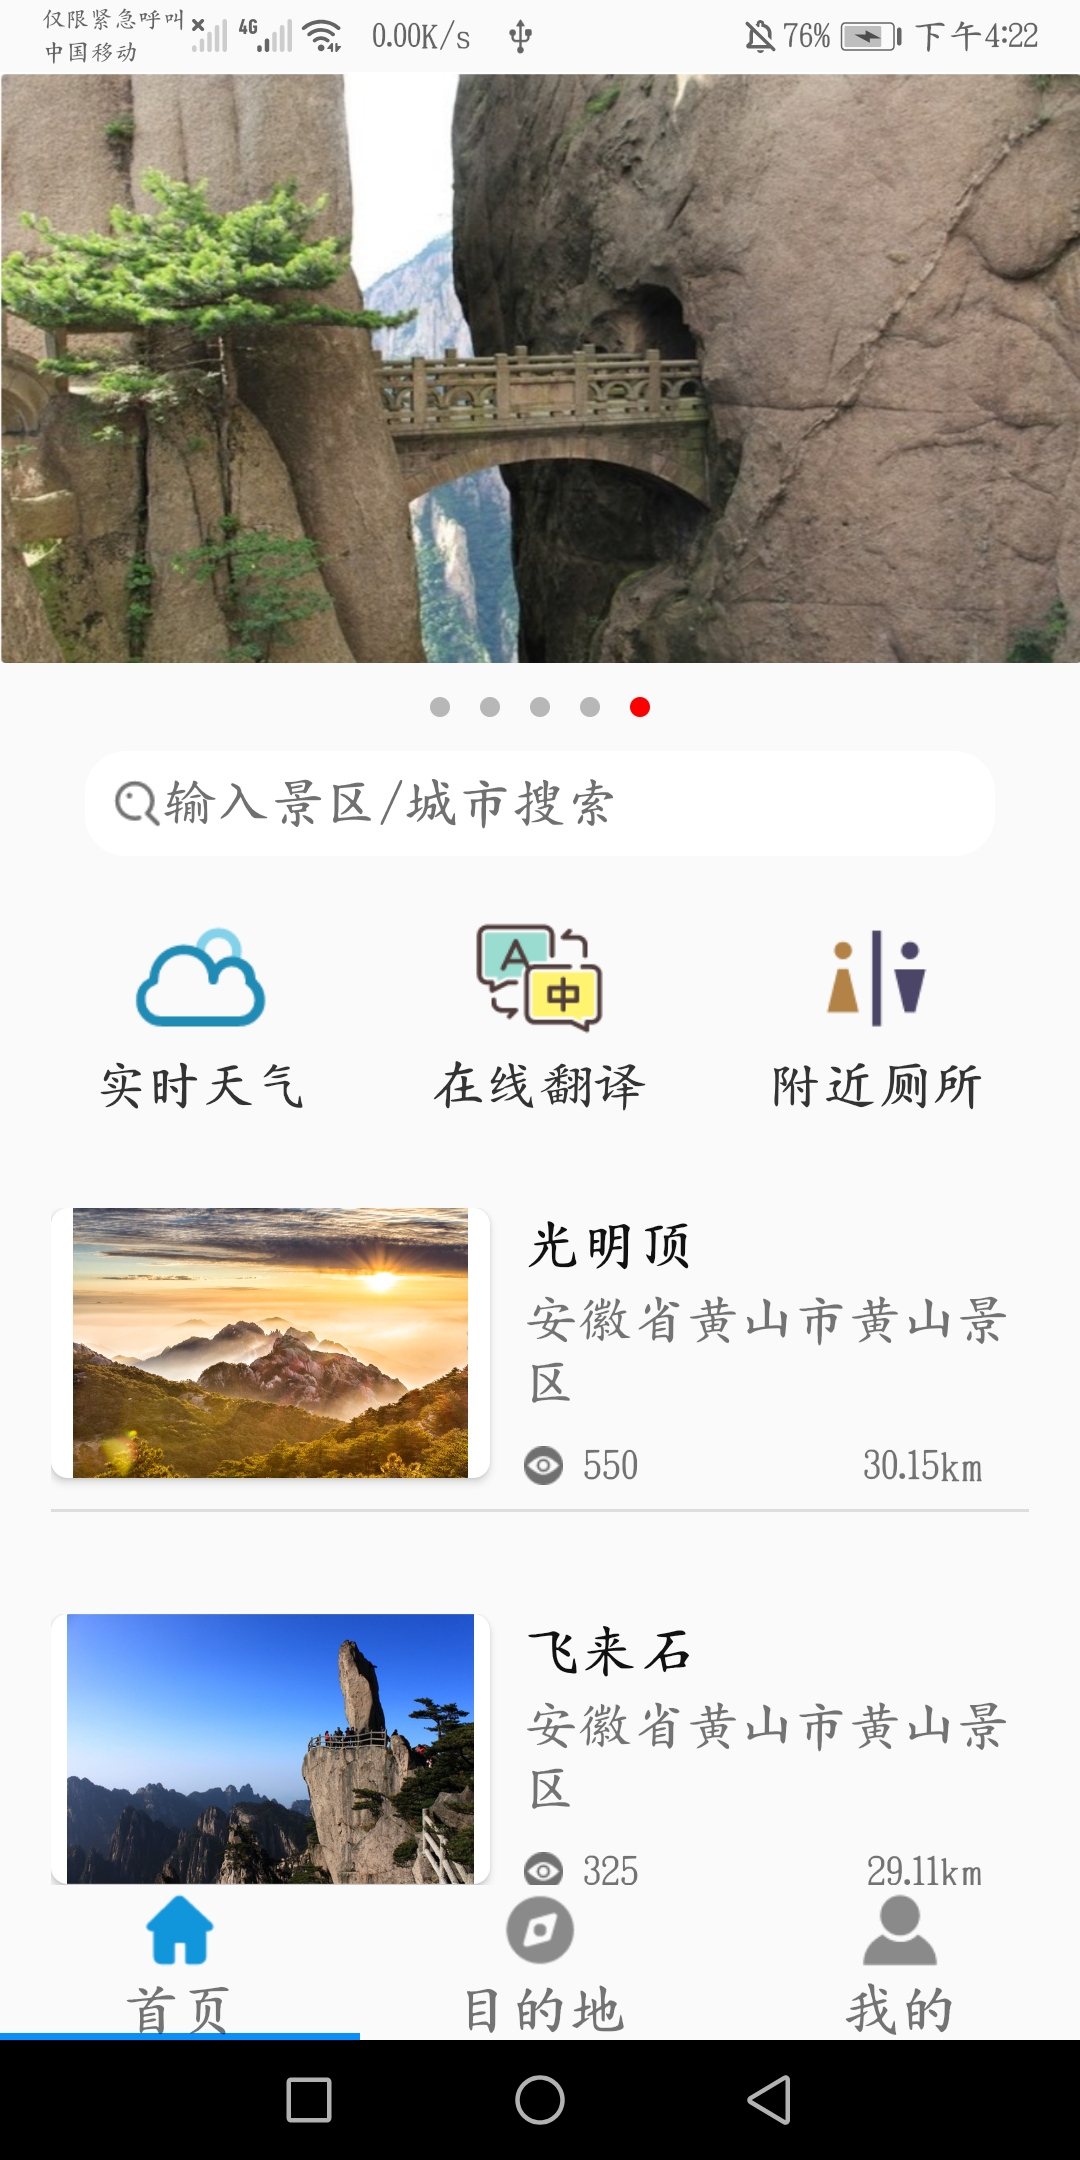 仅限紧急呼叫
中国移动
4G
0.00K/s
76%
下午4:22
输入景区/城市搜索
A
中
实时天气
在线翻译
附近厕所
光明顶
安徽省黄山市黄山景
区
550
30.15km
飞来石
安徽省黄山市黄山景
区
325
29.11km
首页
目的地
我的